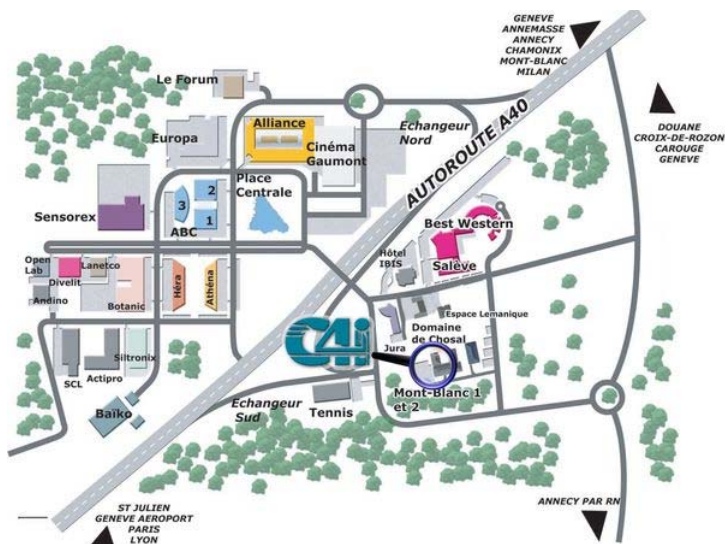 GENEVE
ANNEMASSE
ANNECY
CHAMONIX
MONT-BLANC
MILAN
DOUANE
CROIX-DE-ROZON
CAROUGE
GENEVE
Le Forum
Europa
Alliance
Cinéma
Gaumont
Echangeur
Nord
AUTOROUTE A40
Sensorex
3
2
1
ABC
Place
Centrale
Best Western
Salève
Hôtel
IBIS
Open
Lab
Divelit
Lanetco
Andino
Botanic
Héra
Athéna
Espace Lemanique
Jura
Domaine
de Chosal
C4i
Mont-Blanc 1
et 2
SCL
Actipro
Siltronix
Baïko
Echangeur
Sud
Tennis
ST JULIEN
GENEVE AEROPORT
PARIS
LYON
ANNECY PAR RN